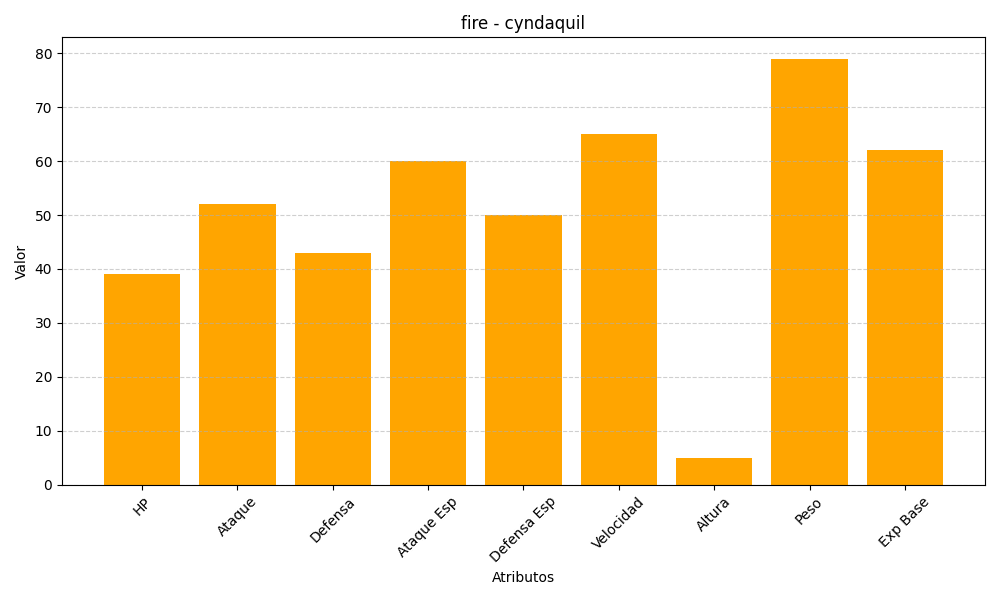 fire - cyndaquil
Valor
80
70
60
50
40
30
20
10
0
HP
Ataque
Defensa
Ataque Esp
Defensa Esp
Velocidad
Altura
Peso
Exp Base
Atributos